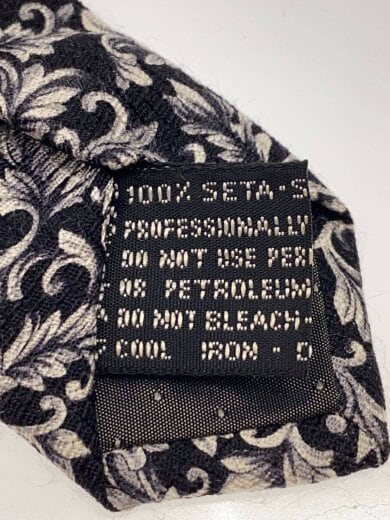 100% SETA-S
PROFESSIONALLY
DO NOT USE PER
OR PETROLEUM
DO NOT BLEACH-
COOL IRON - D